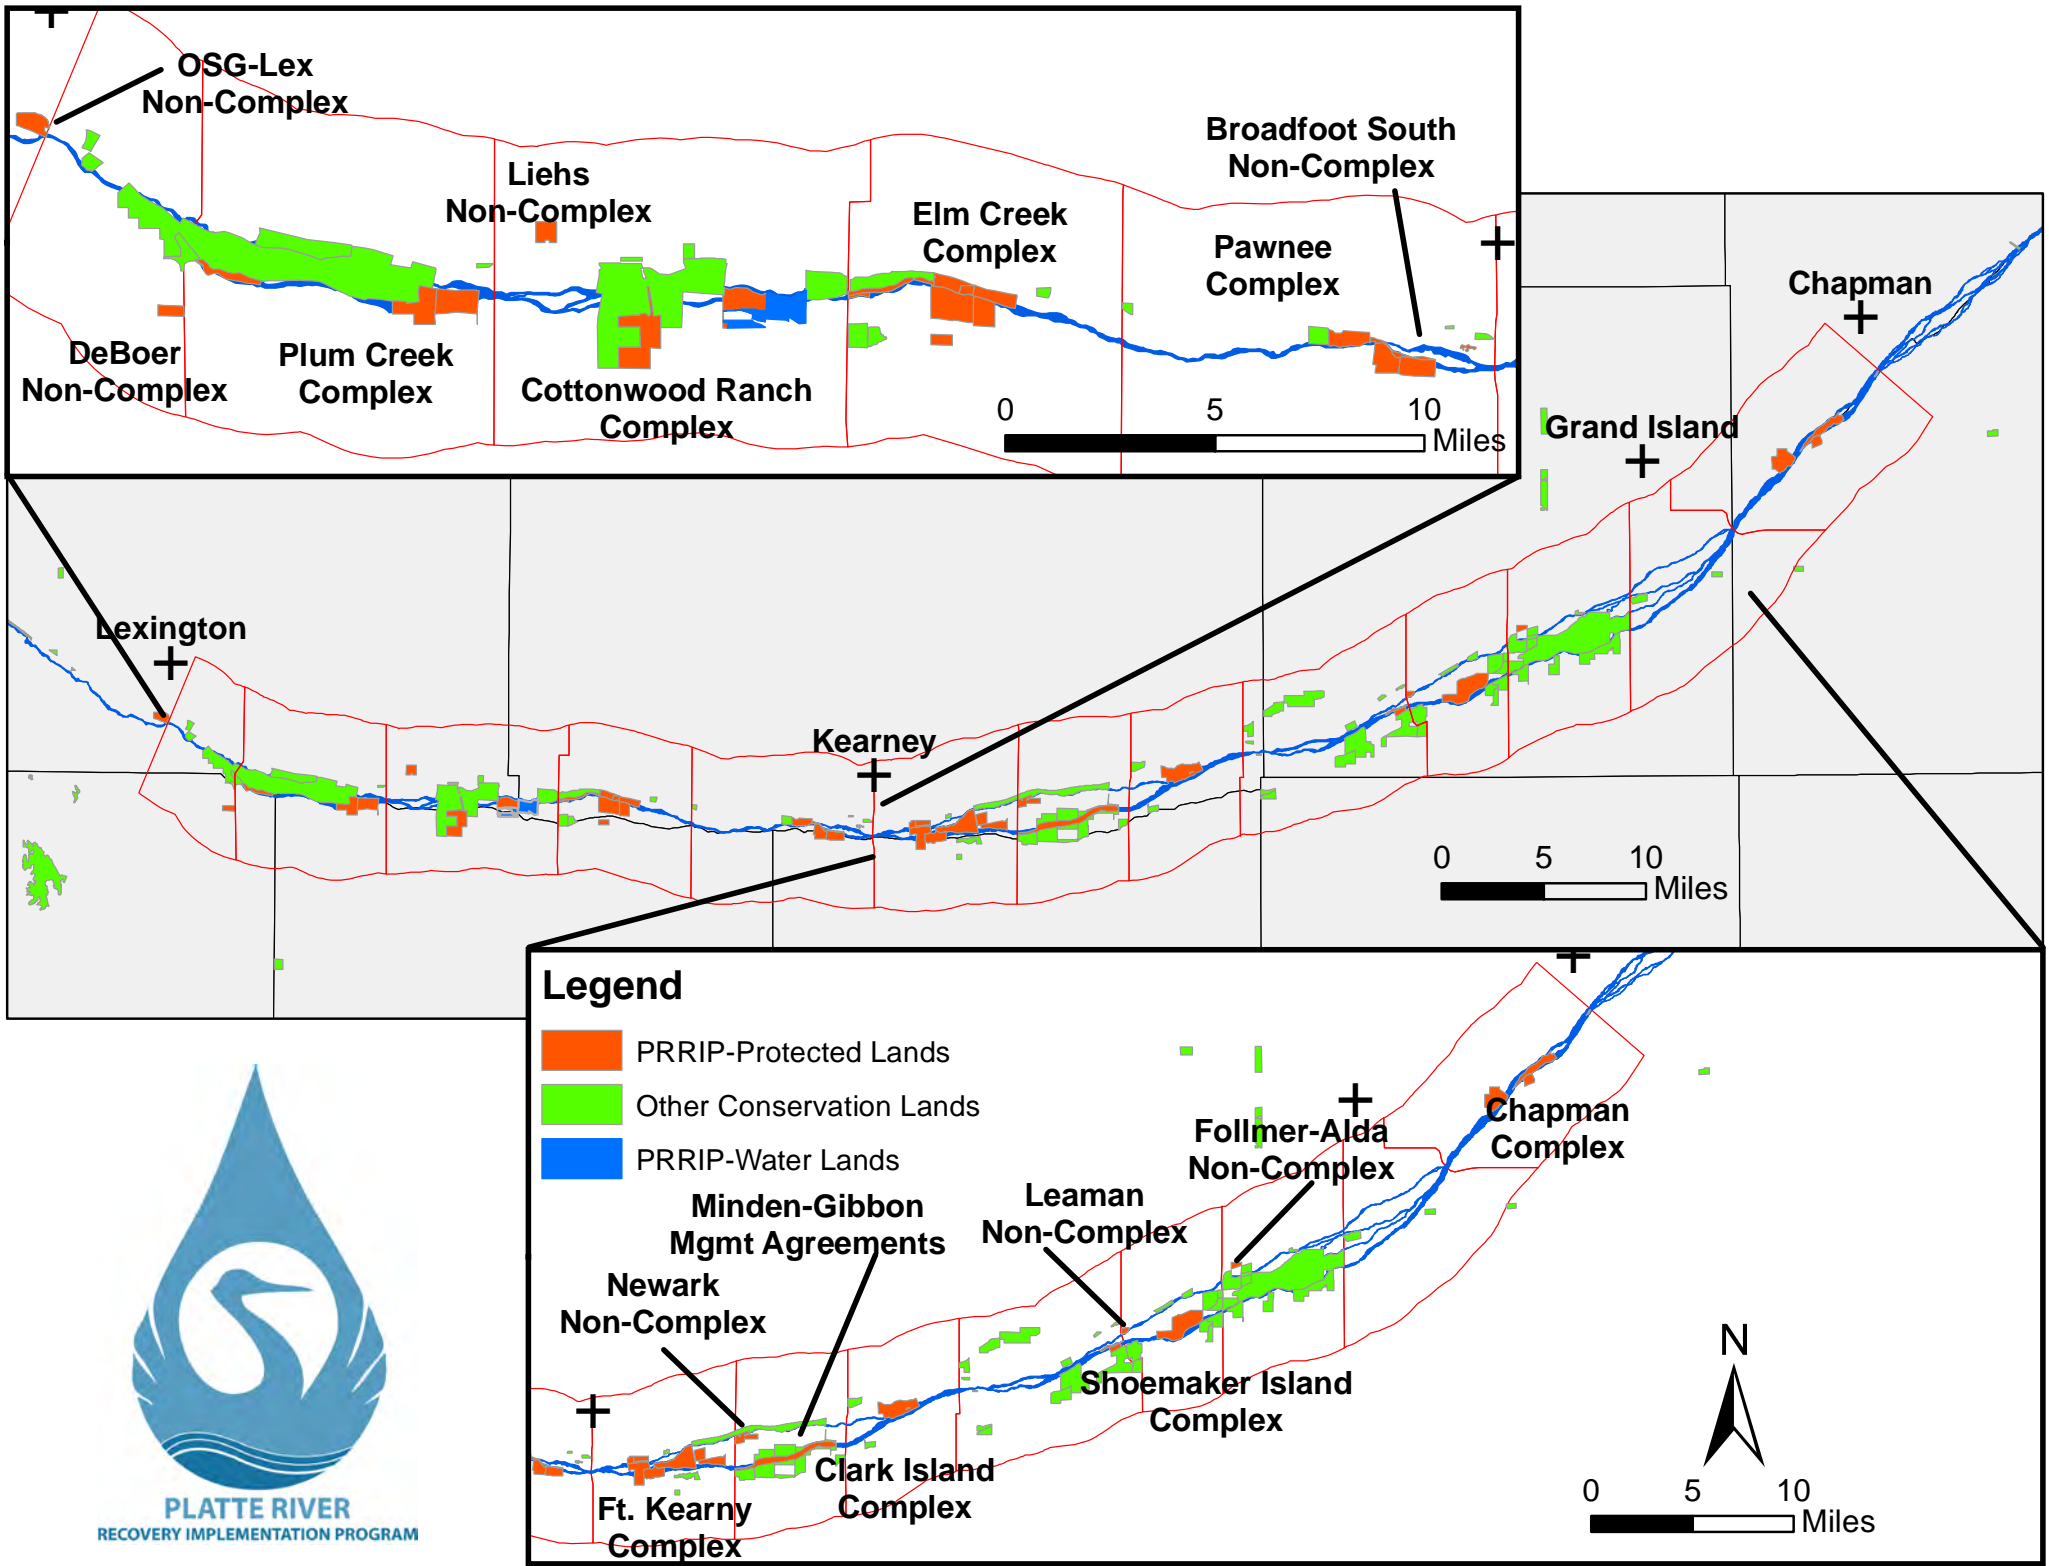 OSG-Lex
Non-Complex
Liehs
Non-Complex
Broadfoot South
Non-Complex
Elm Creek
Complex
Pawnee
Complex
DeBoer
Non-Complex
Plum Creek
Complex
Cottonwood Ranch
Complex
0 5 10
Miles
Chapman
Grand Island
Lexington
Kearney
0 5 10
Miles
Legend
PRRIP-Protected Lands
Other Conservation Lands
PRRIP-Water Lands
Chapman
Complex
Follmer-Alda
Non-Complex
Leaman
Non-Complex
Minden-Gibbon
Mgmt Agreements
Newark
Non-Complex
Shoemaker Island
Complex
Clark Island
Complex
Ft. Kearny
Complex
N
0 5 10
Miles
PLATTE RIVER
RECOVERY IMPLEMENTATION PROGRAM